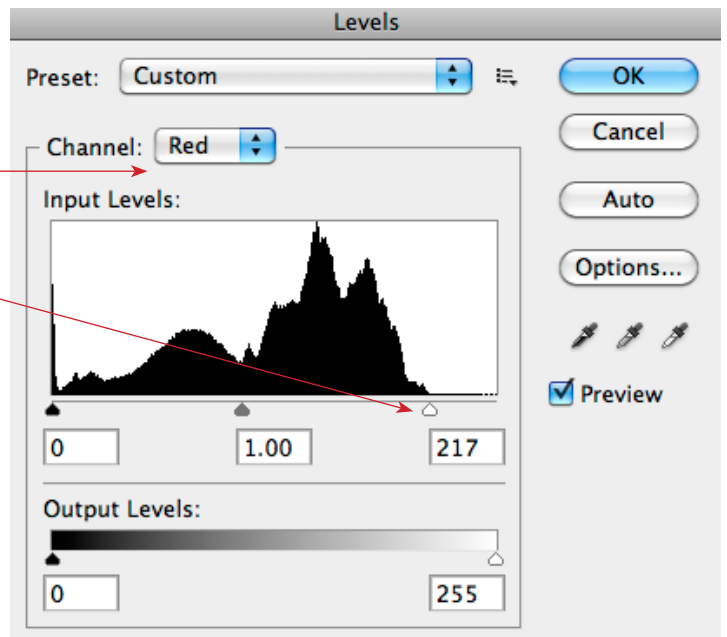 Levels
Preset: Custom
OK
Channel: Red
Cancel
Input Levels:
Auto
Options...
Preview
0 1.00 217
Output Levels:
0 255